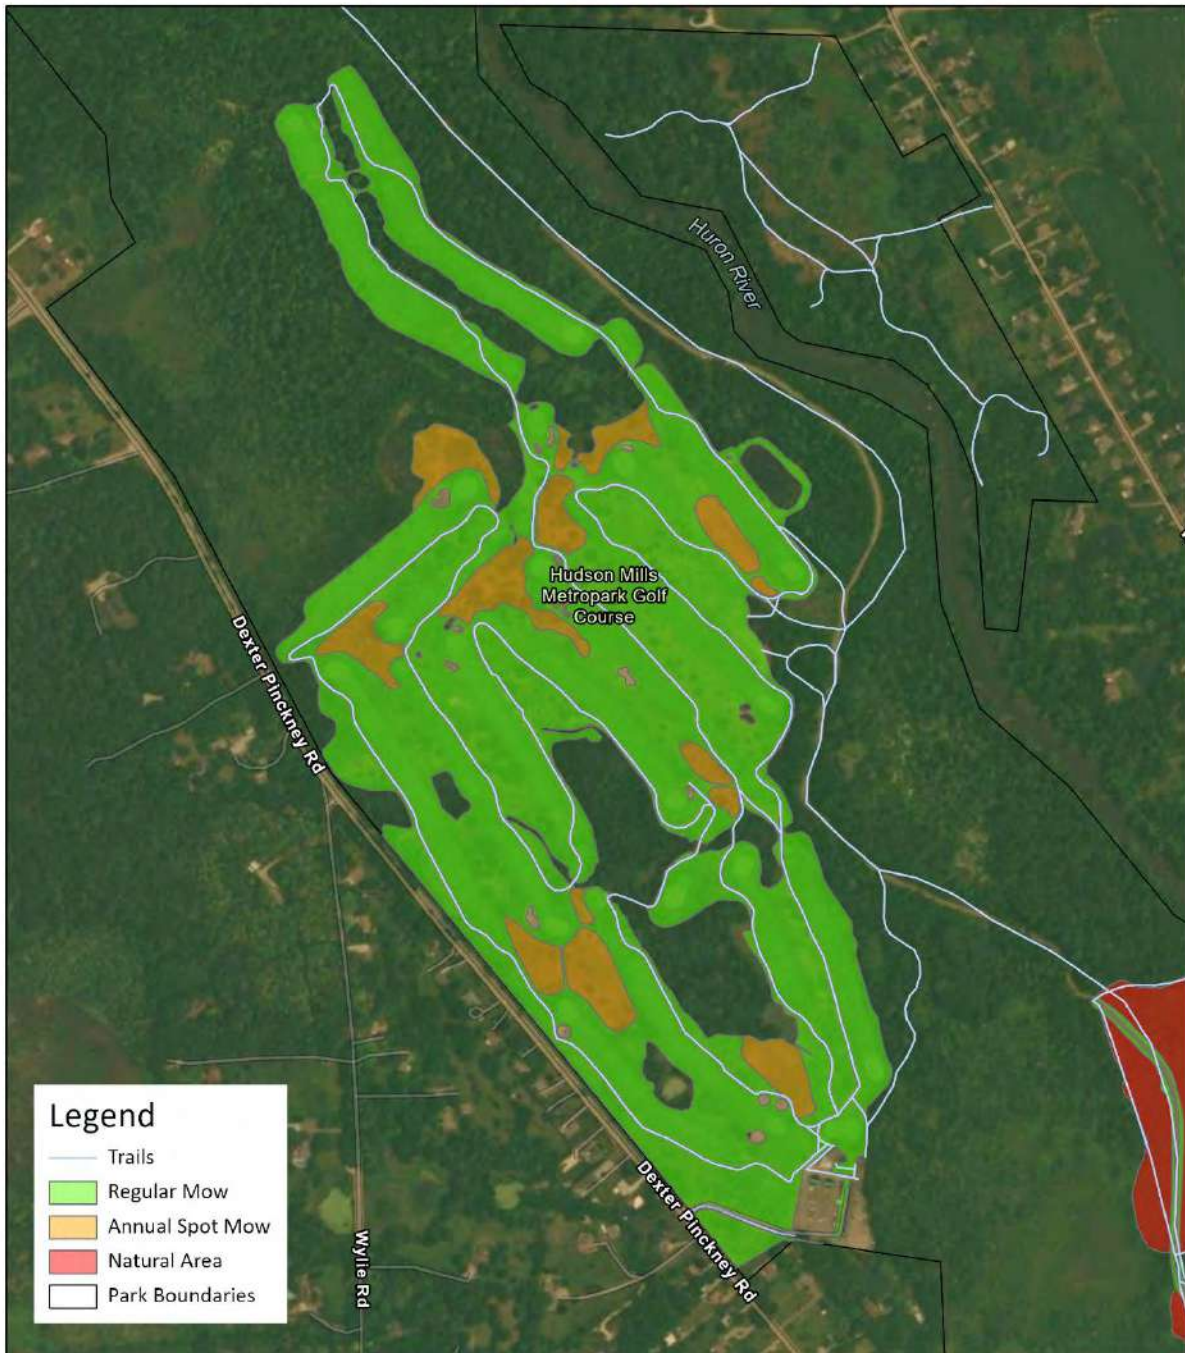 Huron River
Hudson Mills
Metropark Golf
Course
Dexter Pinckney Rd
Dexter Pinckney Rd
Wylie Rd
Legend
Trails
Regular Mow
Annual Spot Mow
Natural Area
Park Boundaries